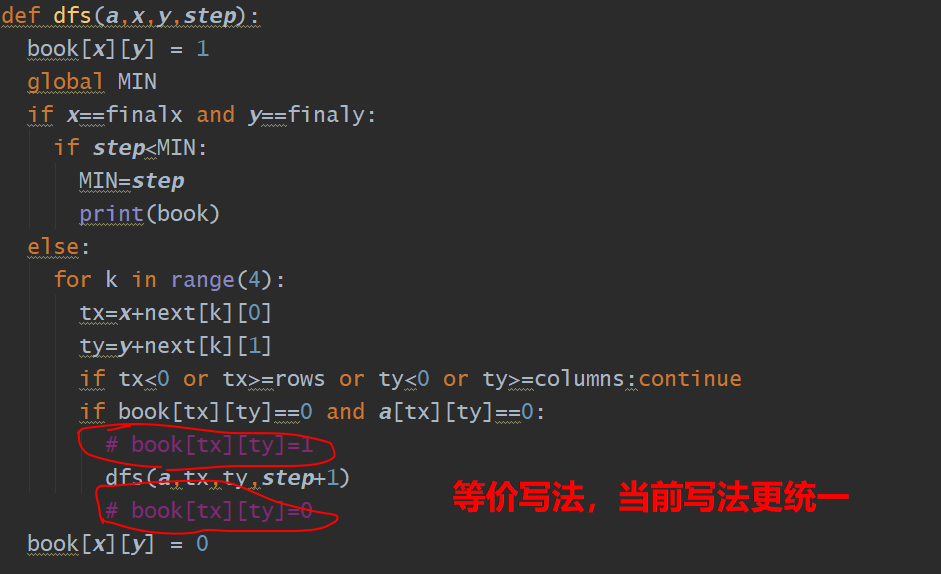 def dfs(a,x,y,step):
book[x][y] = 1
global MIN
if x==finalx and y==finaly:
if step<MIN:
MIN=step
print(book)
else:
for k in range(4):
tx=x+next[k][0]
ty=y+next[k][1]
if tx<0 or tx>=rows or ty<0 or ty>=columns:continue
if book[tx][ty]==0 and a[tx][ty]==0:
# book[tx][ty]=1
dfs(a,tx,ty,step+1)
等价写法，当前写法更统一
# book[tx][ty]=0
book[x][y] = 0